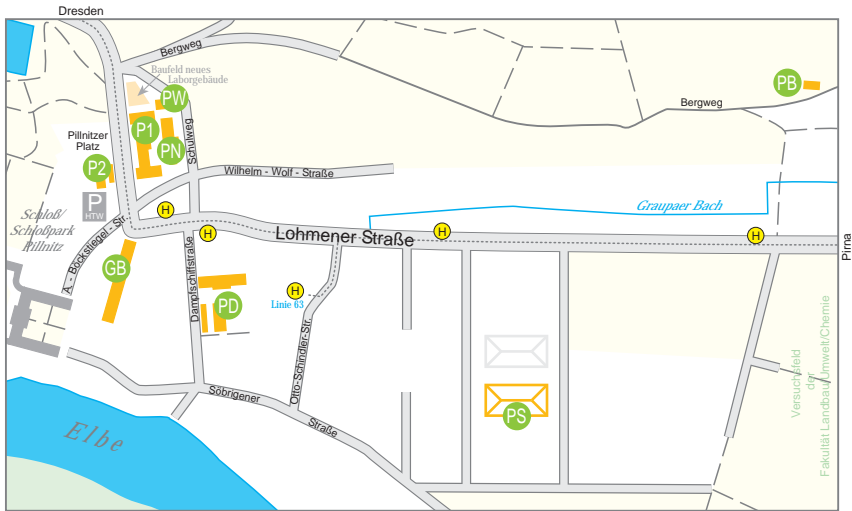 Dresden
Bergweg
Baufeld neues
Laborgebäude
PB
PW
Bergweg
P1
Pillnitzer
Platz
PN
Schulweg
P2
Wilhelm - Wolf - Straße
P
HTW
Graupaer Bach
Schloß/
Schloßpark
Pillnitz
H
H
H
H
Lohmener Straße
Pirna
A - Böckstiegel - Str.
GB
Dampfschiffstraße
PD
H
Linie 63
Otto-Schindler-Str.
Versuchsfeld
der
Fakultät Landbau/Umwelt/Chemie
Söbrigener
Straße
PS
Elbe